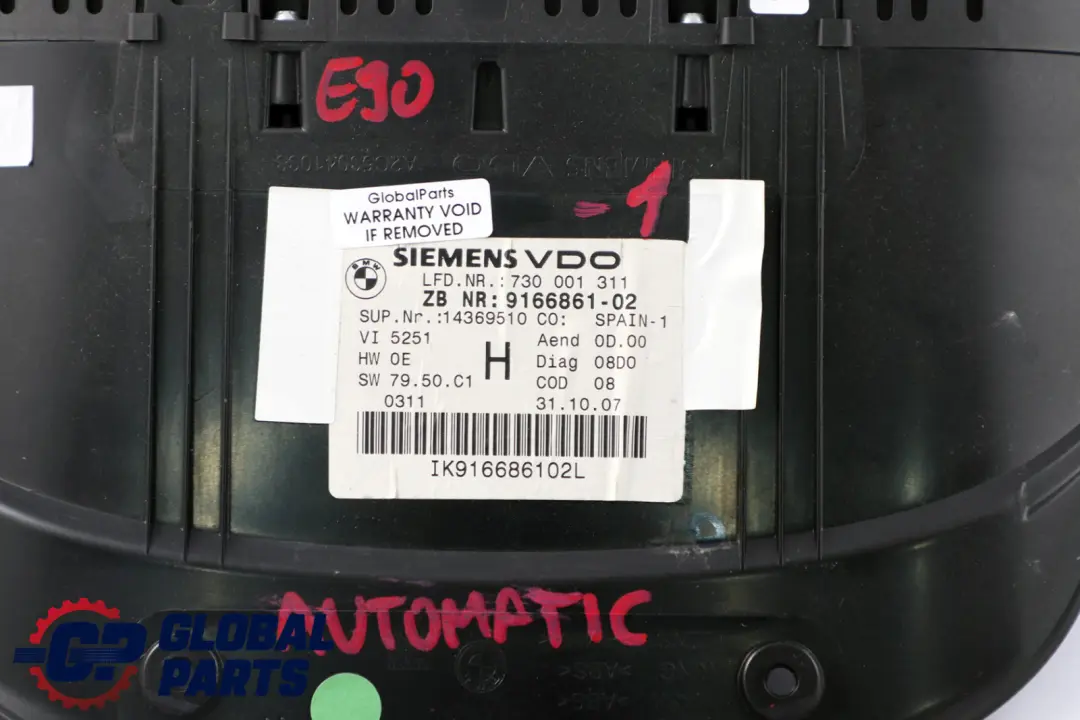 E90
-1
GlobalParts
WARRANTY VOID
IF REMOVED
BMW
SIEMENS VDO
LFD.NR.:730 001 311
ZB NR:9166861-02
SUP.Nr.:14369510 CO: SPAIN-1
VI 5251 Aend 0D.00
HW 0E H Diag 08D0
SW 79.50.C1 COD 08
0311 31.10.07
IK916686102L
AUTOMATIC
GP GLOBAL
PARTS